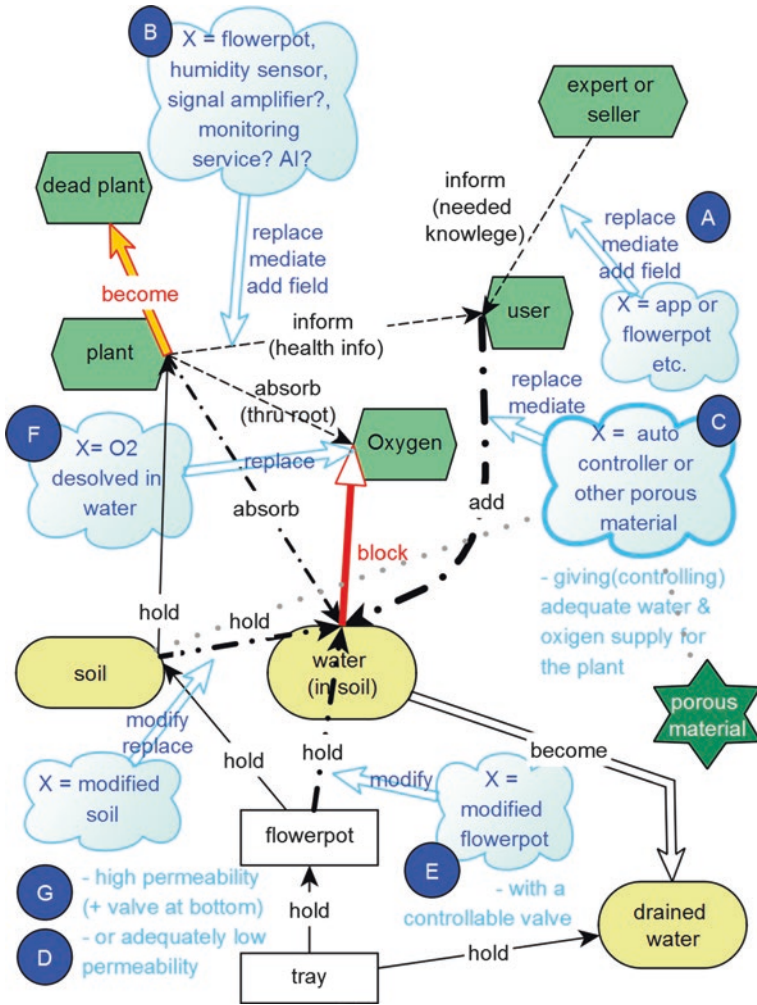 B
X = flowerpot,
humidity sensor,
signal amplifier?,
monitoring
service? AI?
expert or
seller
dead plant
inform
(needed
knowlege)
A
replace
mediate
add field
replace
mediate
add field
become
X = app or
flowerpot
etc.
plant
inform
(health info)
user
absorb
(thru root)
replace
mediate
C
F
X= O2
desolved in
water
replace
Oxygen
X = auto
controller or
other porous
material
absorb
add
block
- giving(controlling)
adequate water &
oxigen supply for
the plant
hold
hold
soil
water
(in soil)
porous
material
modify
replace
hold
hold
become
X = modified
soil
modify
X =
modified
flowerpot
flowerpot
E
- with a
controllable valve
G
- high permeability
(+ valve at bottom)
D
- or adequately low
permeability
hold
drained
water
hold
tray